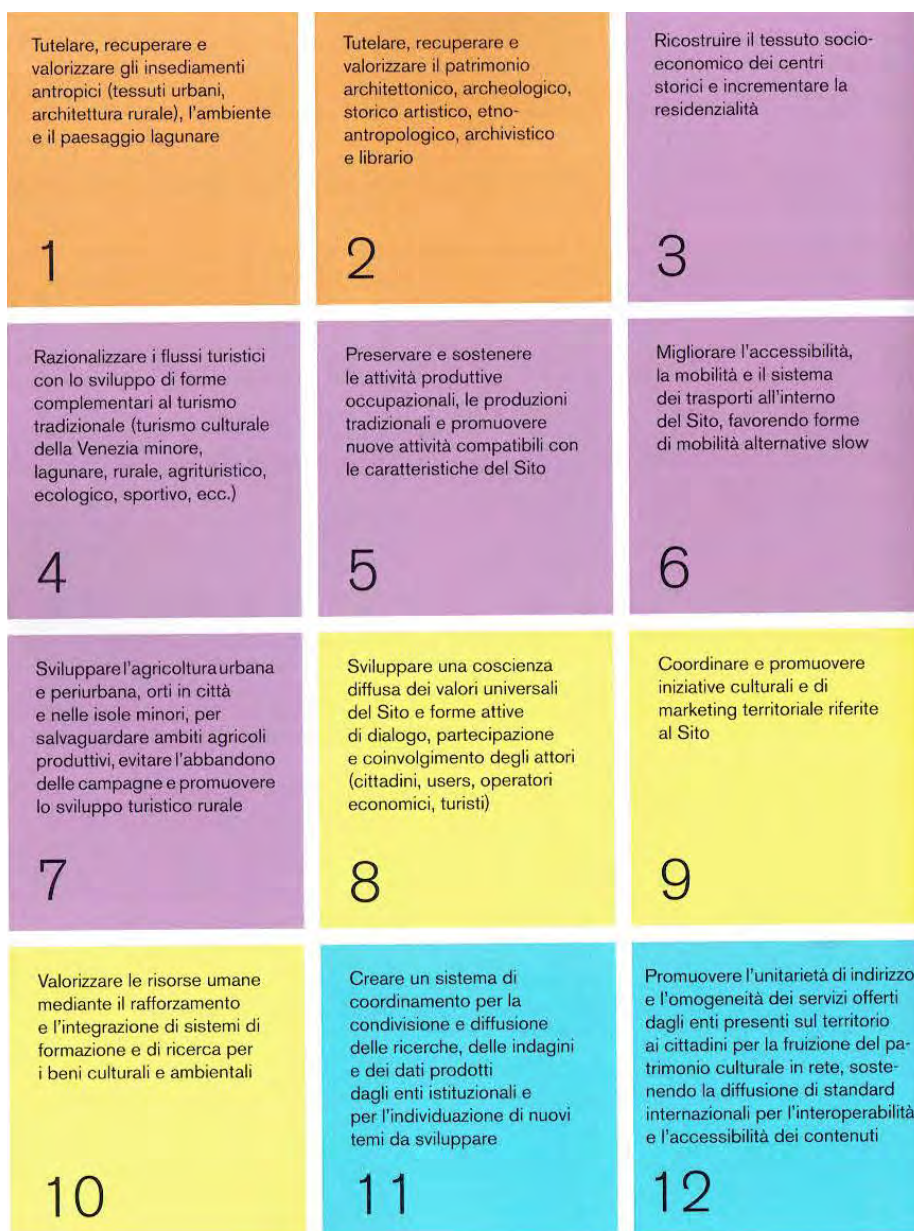 Tutelare, recuperare e
valorizzare gli insediamenti
antropici (tessuti urbani,
architettura rurale), l'ambiente
e il paesaggio lagunare
1
Tutelare, recuperare e
valorizzare il patrimonio
architettonico, archeologico,
storico artistico, etno-
antropologico, archivistico
e librario
2
Ricostruire il tessuto socio-
economico dei centri
storici e incrementare la
residenzialità
3
Razionalizzare i flussi turistici
con lo sviluppo di forme
complementari al turismo
tradizionale (turismo culturale
della Venezia minore,
lagunare, rurale, agrituristico,
ecologico, sportivo, ecc.)
4
Preservare e sostenere
le attività produttive
occupazionali, le produzioni
tradizionali e promuovere
nuove attività compatibili con
le caratteristiche del Sito
5
Migliorare l'accessibilità,
la mobilità e il sistema
dei trasporti all'interno
del Sito, favorendo forme
di mobilità alternative slow
6
Sviluppare l'agricoltura urbana
e periurbana, orti in città
e nelle isole minori, per
salvaguardare ambiti agricoli
produttivi, evitare l'abbandono
delle campagne e promuovere
lo sviluppo turistico rurale
7
Sviluppare una coscienza
diffusa dei valori universali
del Sito e forme attive
di dialogo, partecipazione
e coinvolgimento degli attori
(cittadini, users, operatori
economici, turisti)
8
Coordinare e promuovere
iniziative culturali e di
marketing territoriale riferite
al Sito
9
Valorizzare le risorse umane
mediante il rafforzamento
e l'integrazione di sistemi di
formazione e di ricerca per
i beni culturali e ambientali
10
Creare un sistema di
coordinamento per la
condivisione e diffusione
delle ricerche, delle indagini
e dei dati prodotti
dagli enti istituzionali e
per l'individuazione di nuovi
temi da sviluppare
11
Promuovere l'unitarietà di indirizzo
e l'omogeneità dei servizi offerti
dagli enti presenti sul territorio
ai cittadini per la fruizione del pa-
trimonio culturale in rete, soste-
nendo la diffusione di standard
internazionali per l'interoperabilità
e l'accessibilità dei contenuti
12